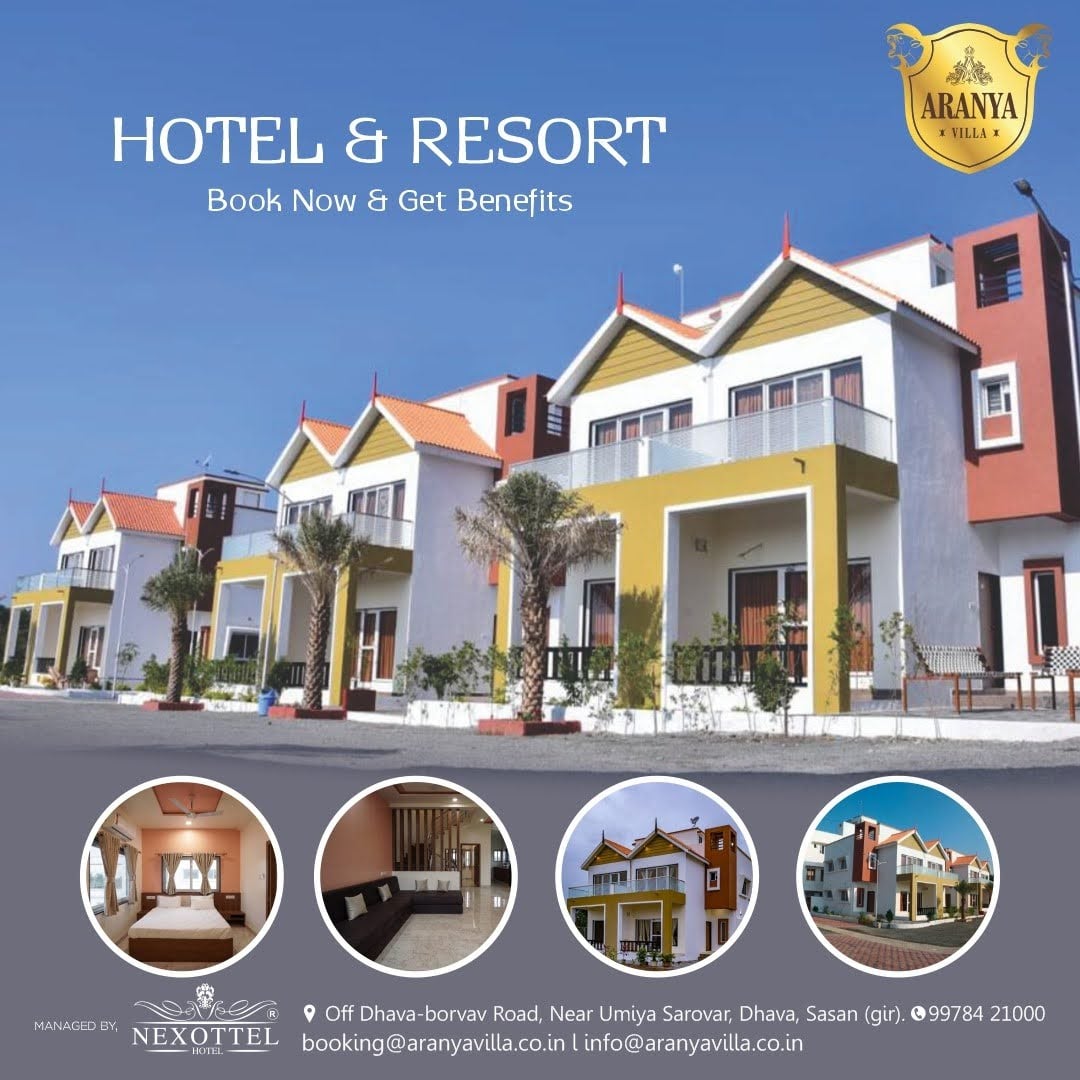 ARANYA
VILLA
HOTEL & RESORT
Book Now & Get Benefits
MANAGED BY,
NEXOTTEL
HOTEL
®
Off Dhava-borvav Road, Near Umiya Sarovar, Dhava, Sasan (gir). 99784 21000
booking@aranyavilla.co.in l info@aranyavilla.co.in